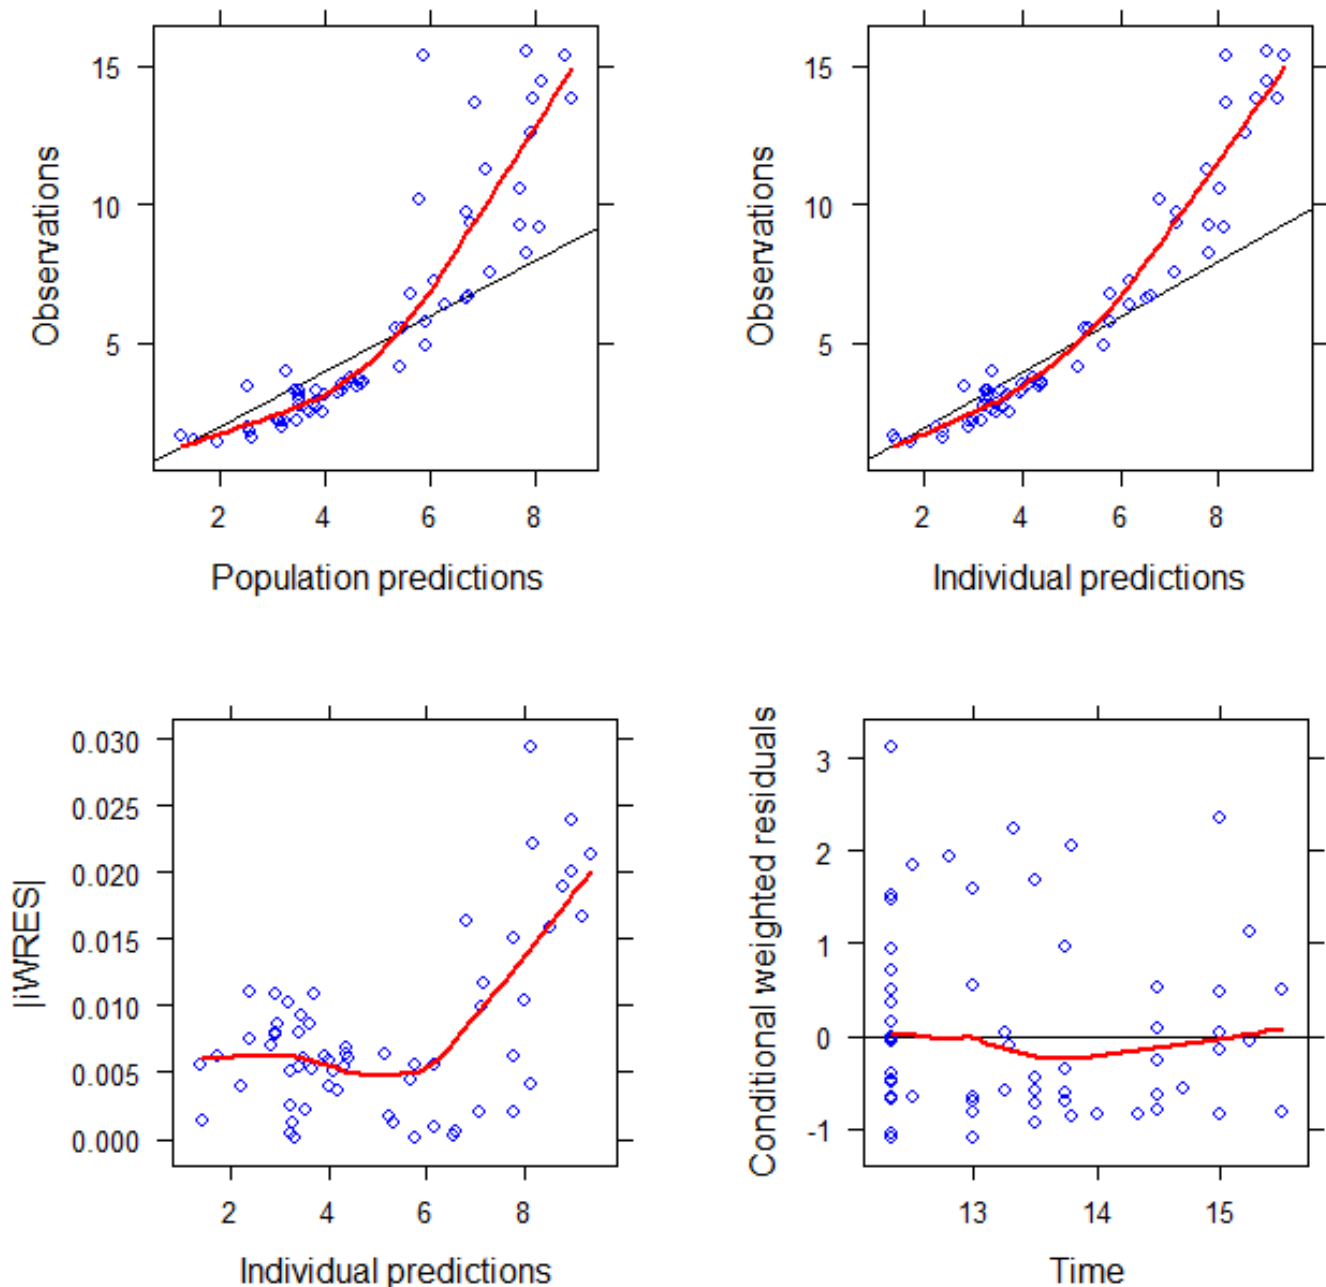 Observations
15
10
5
2 4 6 8
Population predictions
Observations
15
10
5
2 4 6 8
Individual predictions
|iWRES|
0.030
0.025
0.020
0.015
0.010
0.005
0.000
2 4 6 8
Individual predictions
Conditional weighted residuals
3
2
1
0
-1
13 14 15
Time